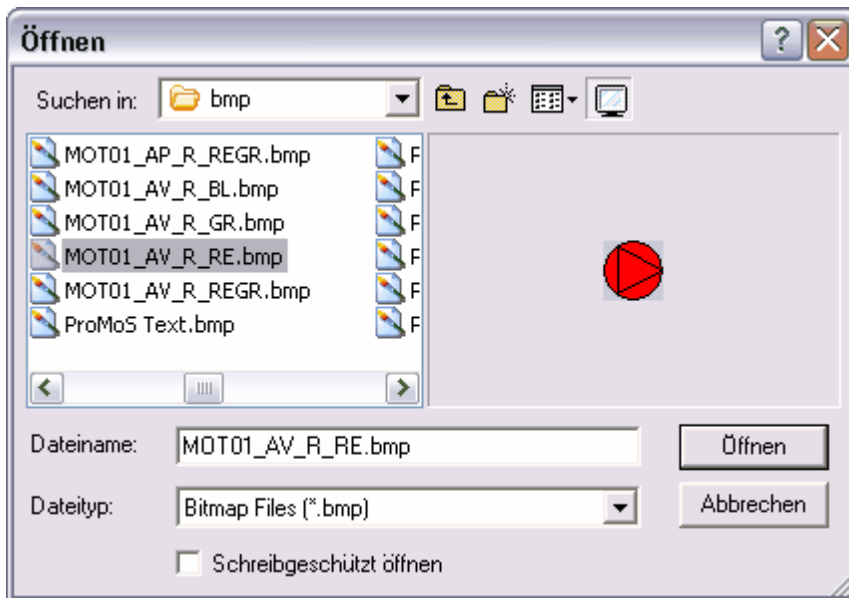 Öffnen
Suchen in: bmp
MOT01_AP_R_REGR.bmp F
MOT01_AV_R_BL.bmp F
MOT01_AV_R_GR.bmp F
MOT01_AV_R_RE.bmp F
MOT01_AV_R_REGR.bmp F
ProMoS Text.bmp F
Dateiname: MOT01_AV_R_RE.bmp Öffnen
Dateityp: Bitmap Files (*.bmp) Abbrechen
Schreibgeschützt öffnen